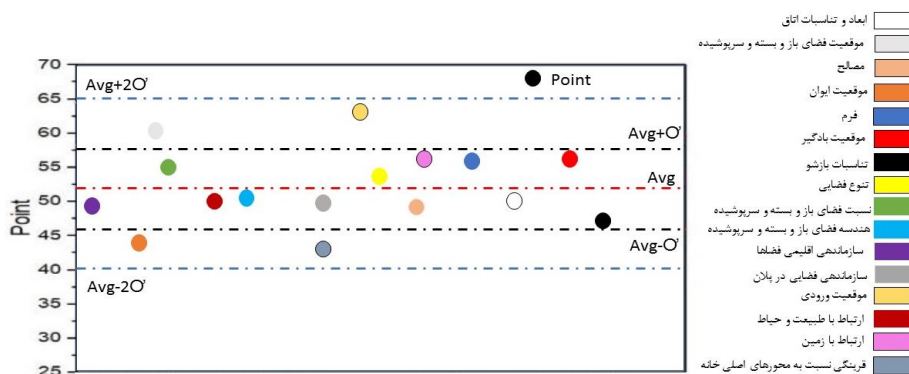 70
65
60
55
50
45
40
35
30
25
Point
Avg+2Ơ
Point
Avg+Ơ
Avg
Avg-Ơ
Avg-2Ơ
ابعاد و تناسبات اتاق
موقعیت فضای باز و بسته و سرپوشیده
مصالح
موقعیت ایوان
فرم
موقعیت بادگیر
تناسبات بازشو
تنوع فضایی
نسبت فضای باز و بسته و سرپوشیده
هندسه فضای باز و بسته و سرپوشیده
سازماندهی اقلیمی فضاها
سازماندهی فضایی در پلان
موقعیت ورودی
ارتباط با طبیعت و حیاط
ارتباط با زمین
قرینگی نسبت به محورهای اصلی خانه